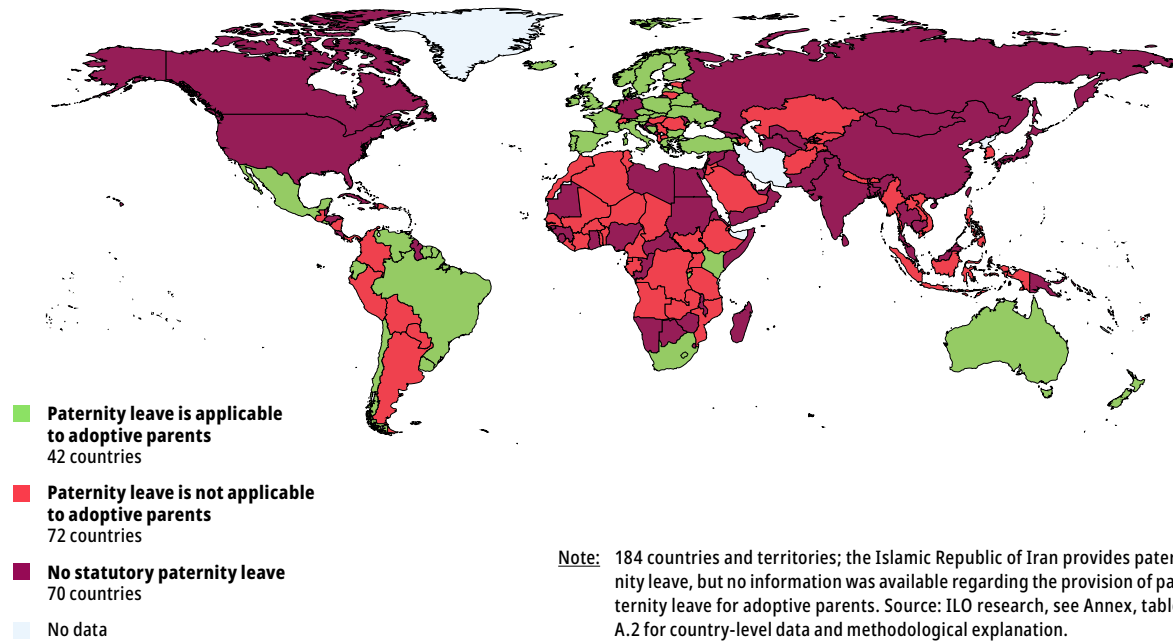 Paternity leave is applicable
to adoptive parents
42 countries
Paternity leave is not applicable
to adoptive parents
72 countries
No statutory paternity leave
70 countries
No data
Note: 184 countries and territories; the Islamic Republic of Iran provides pater-
nity leave, but no information was available regarding the provision of pa-
ternity leave for adoptive parents. Source: ILO research, see Annex, table
A.2 for country-level data and methodological explanation.